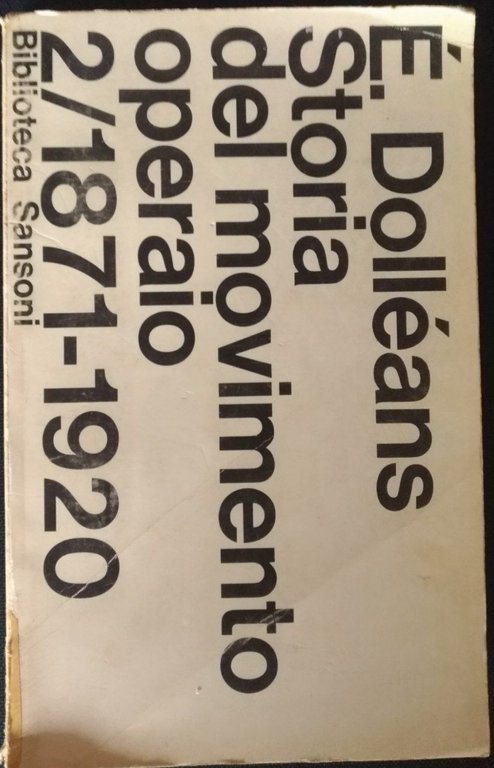 É. Dolléans
Storia
del movimento
operaio
2/1871-1920
Biblioteca Sansoni